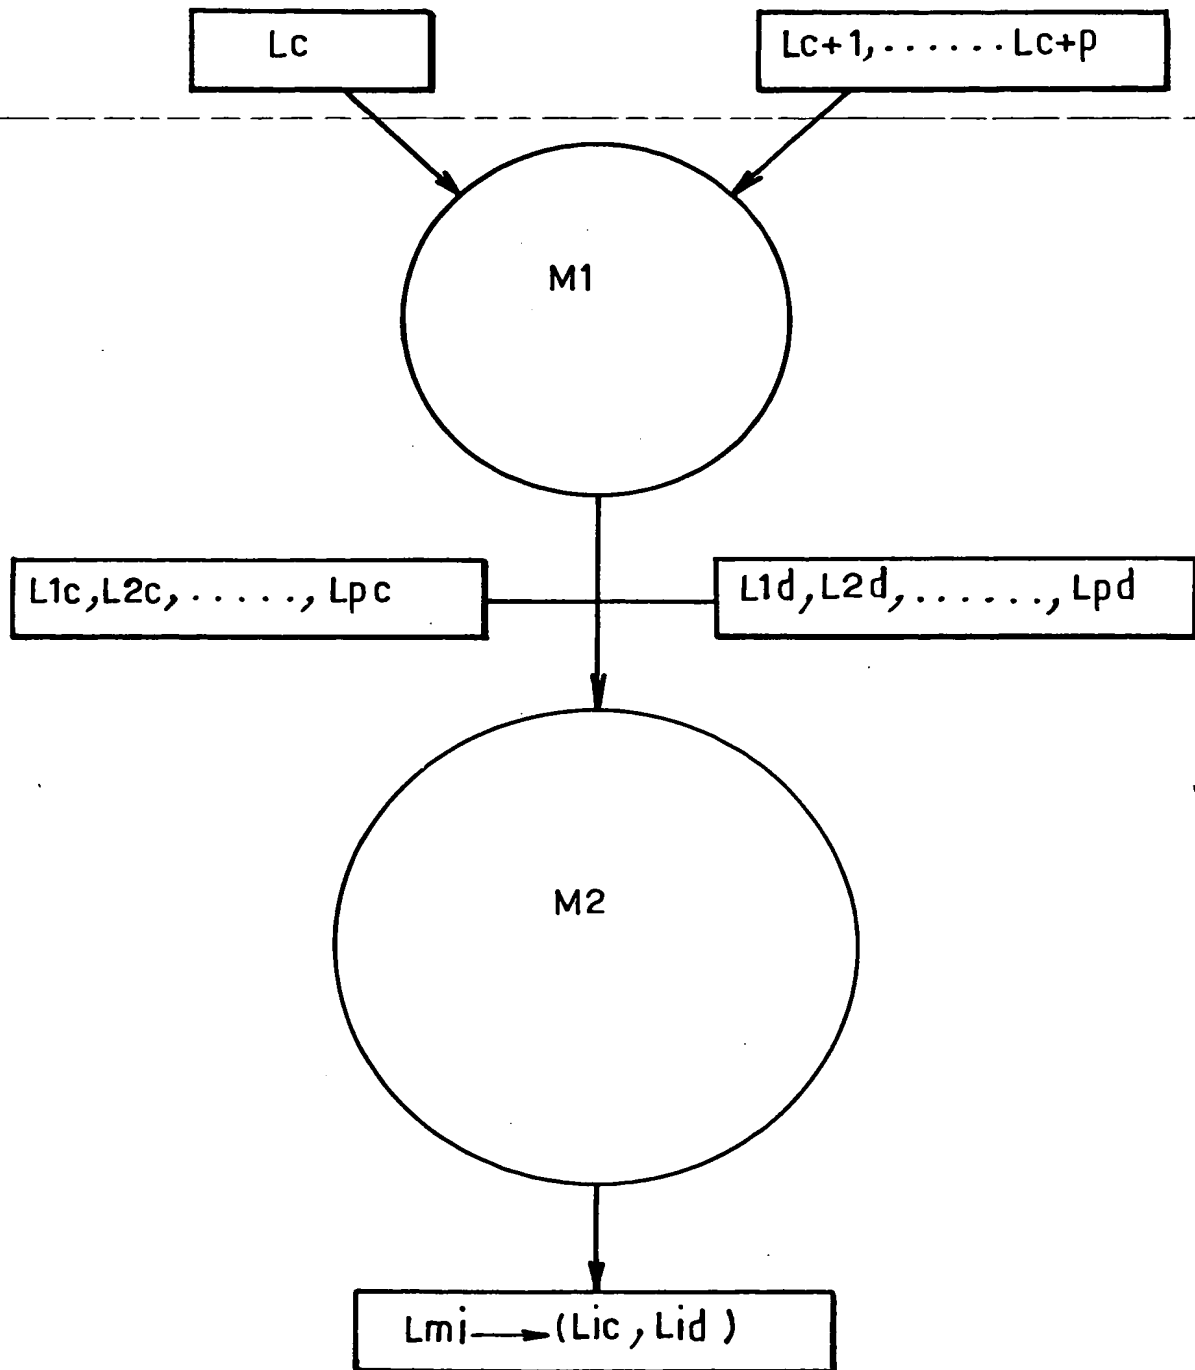 Lc
Lc+1,......Lc+p
M1
L1c,L2c,.....,Lpc
L1d,L2d,......,Lpd
M2
Lmi→(Lic,Lid)